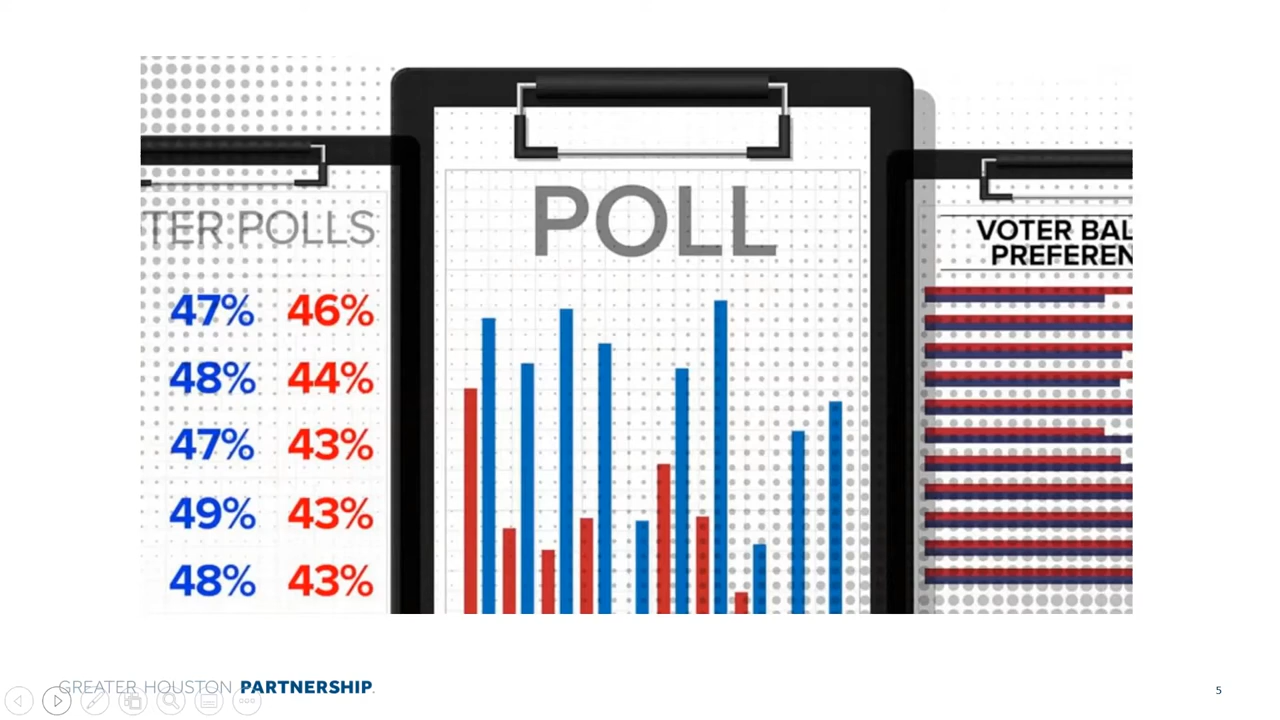 POLL
TER POLLS
47% 46%
48% 44%
47% 43%
49% 43%
48% 43%
VOTER BAL
PREFEREN
GREATER HOUSTON PARTNERSHIP.
5